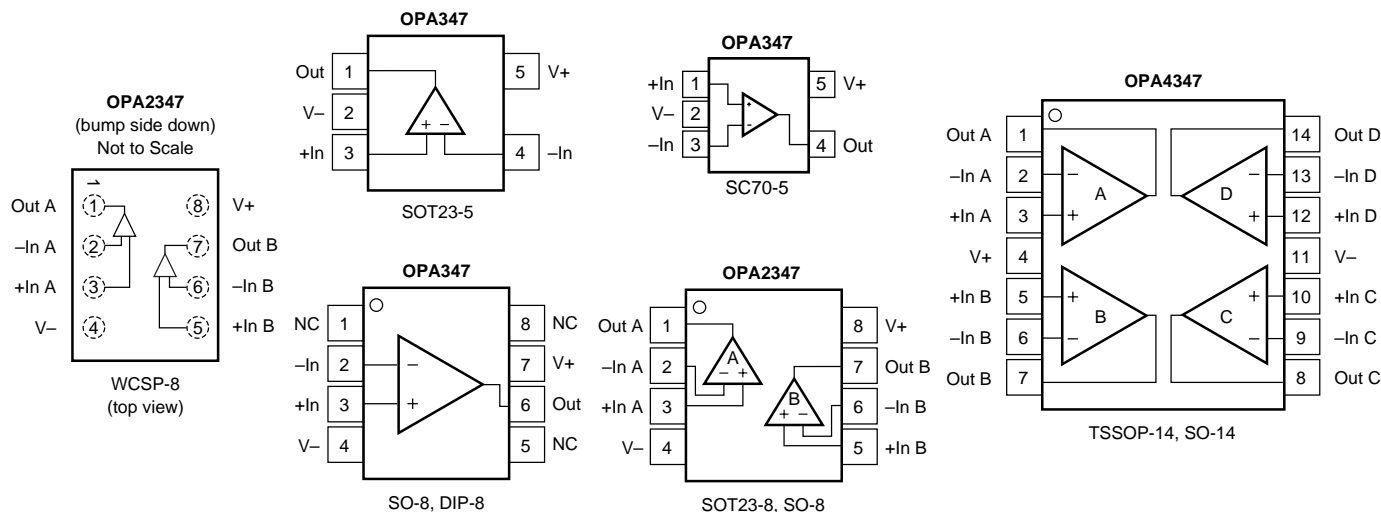 OPA2347
(bump side down)
Not to Scale
1
Out A 1 8 V+
–In A 2 7 Out B
+In A 3 6 –In B
V– 4 5 +In B
WCSP-8
(top view)
OPA347
Out 1 5 V+
V– 2
+In 3 + – 4 –In
SOT23-5
OPA347
+In 1 + 5 V+
V– 2
–In 3 - 4 Out
SC70-5
OPA347
NC 1 8 NC
–In 2 – 7 V+
+In 3 + 6 Out
V– 4 5 NC
SO-8, DIP-8
OPA2347
Out A 1 8 V+
–In A 2 A – + 7 Out B
+In A 3 B + – 6 –In B
V– 4 5 +In B
SOT23-8, SO-8
OPA4347
Out A 1 14 Out D
–In A 2 – – 13 –In D
A D
+In A 3 + + 12 +In D
V+ 4 11 V–
+In B 5 + + 10 +In C
B C
–In B 6 – – 9 –In C
Out B 7 8 Out C
TSSOP-14, SO-14